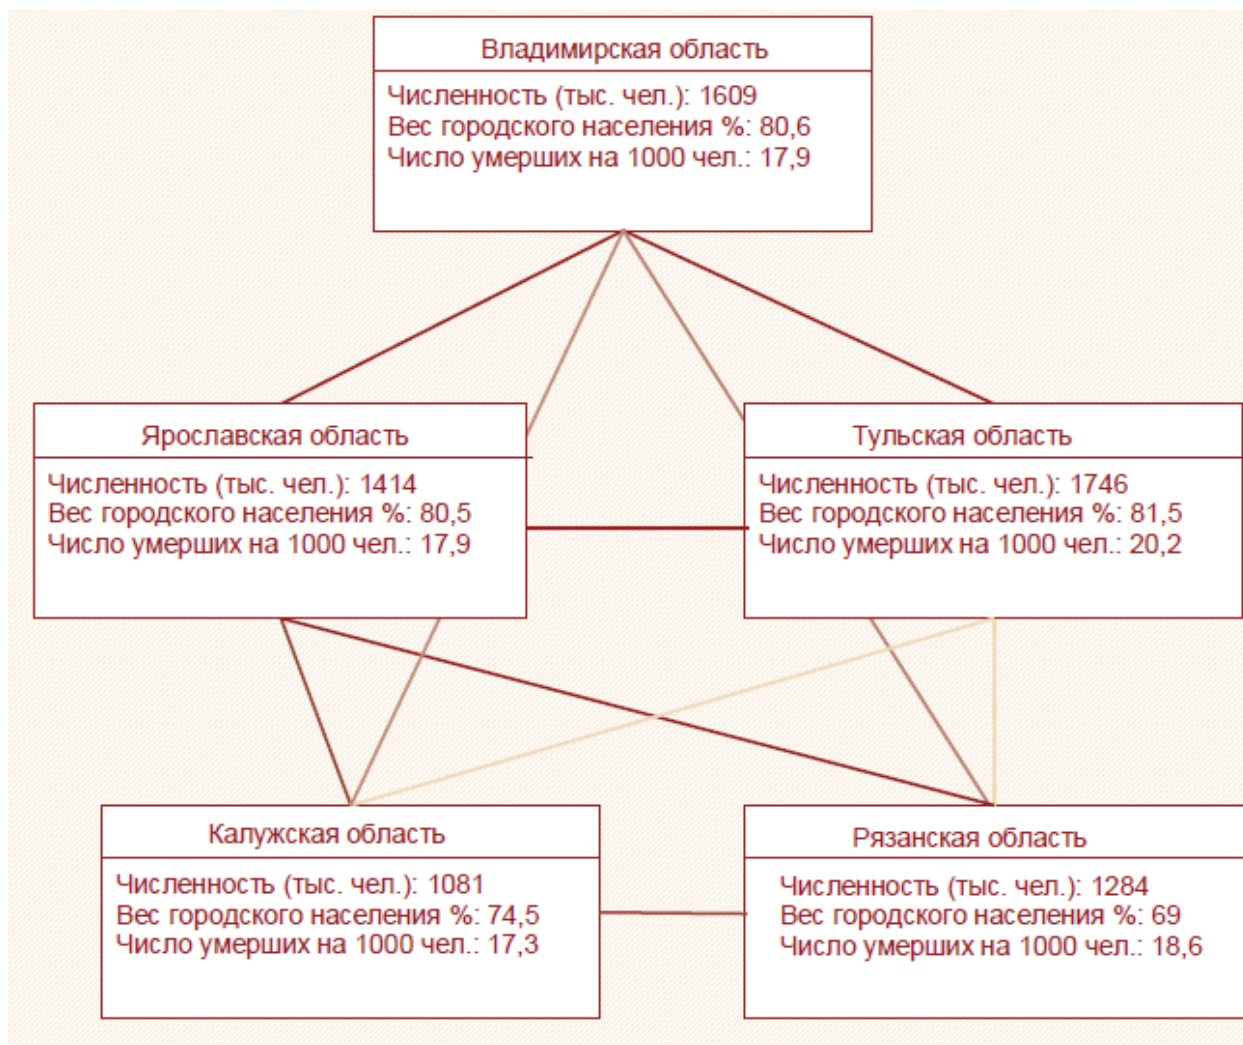 Владимирская область
Численность (тыс. чел.): 1609
Вес городского населения %: 80,6
Число умерших на 1000 чел.: 17,9
Ярославская область
Численность (тыс. чел.): 1414
Вес городского населения %: 80,5
Число умерших на 1000 чел.: 17,9
Тульская область
Численность (тыс. чел.): 1746
Вес городского населения %: 81,5
Число умерших на 1000 чел.: 20,2
Калужская область
Численность (тыс. чел.): 1081
Вес городского населения %: 74,5
Число умерших на 1000 чел.: 17,3
Рязанская область
Численность (тыс. чел.): 1284
Вес городского населения %: 69
Число умерших на 1000 чел.: 18,6